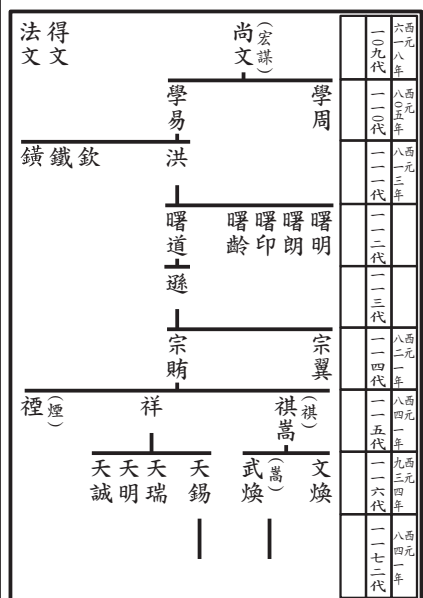 西元六一八年
一〇九代
尚文(宏謀)
得文
法文
西元八〇五年
一一〇代
學周
學易
西元八一三年
一一一代
洪
欽
鐵
鐄
一一二代
曙明
曙朗
曙印
曙齡
曙道
一一三代
遜
西元八二一年
一一四代
宗翼
宗賄
西元八四一年
一一五代
祺嵩(祺)
祥
禋(煙)
西元九三四年
一一六代
文煥
武煥(嵩)
天錫
天瑞
天明
天誠
西元八四一年
一一七二代